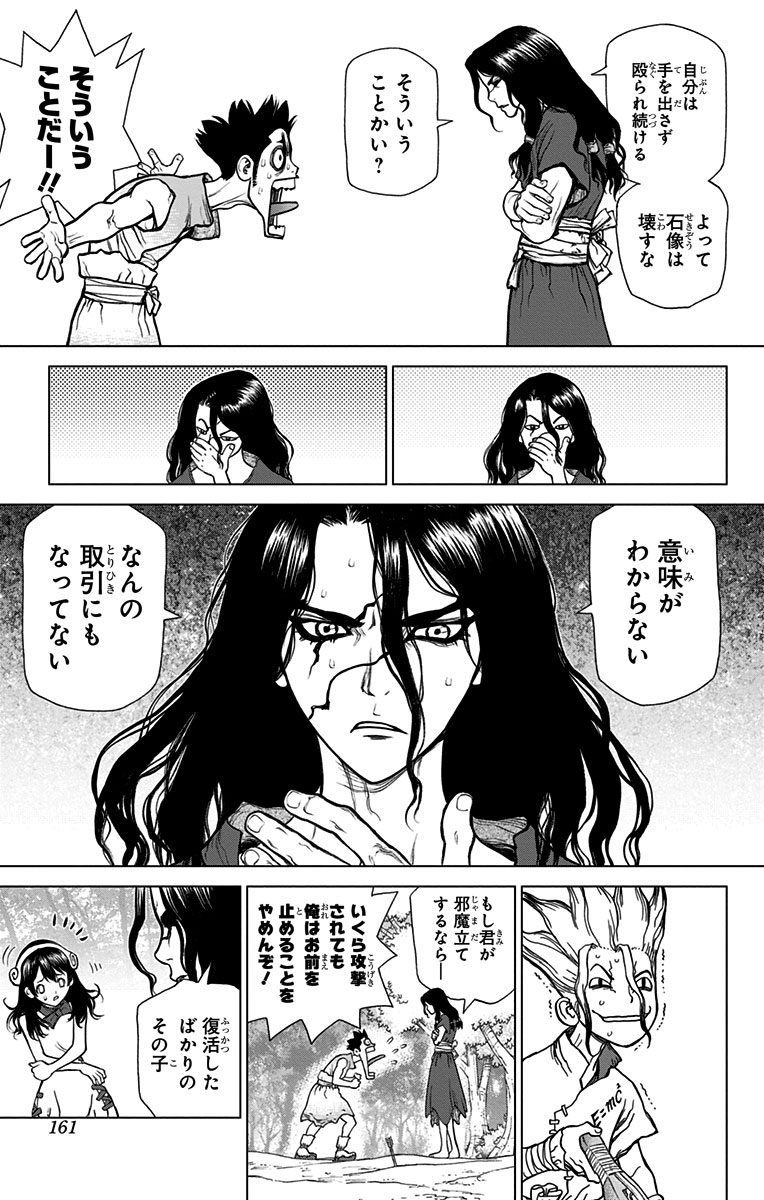 自分は
手を出さず
殴られ続ける
よって
石像は
壊すな
そういう
ことかい?
そういう
ことだー!!
意味が
わからない
なんの
取引にも
なってない
もし君が
邪魔立て
するなら―
いくら攻撃
されても
俺はお前を
止めることを
やめんぞ!
E=mc²
復活した
ばかりの
その子
161